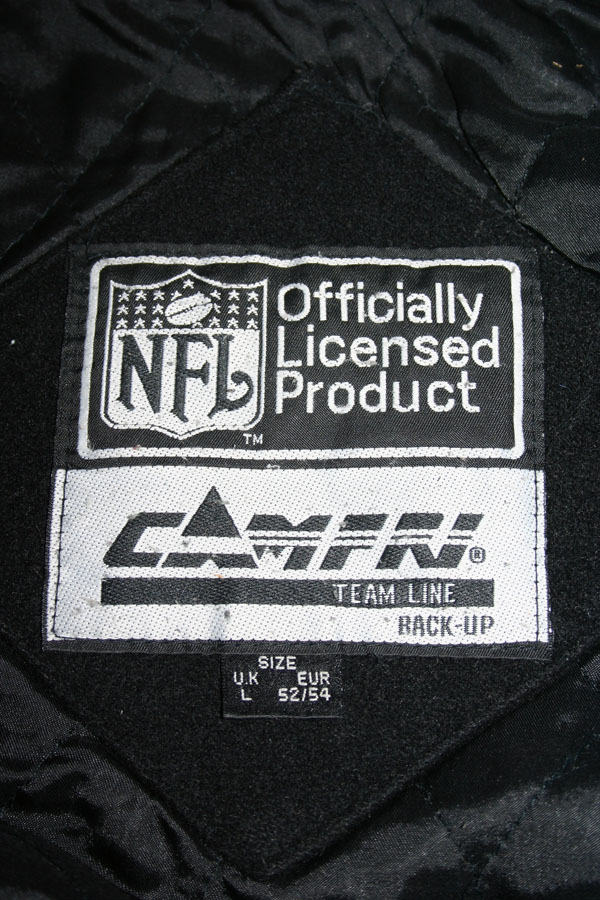 NFL
TM
Officially
Licensed
Product
CAMPRI®
TEAM LINE
BACK-UP
SIZE
U.K EUR
L 52/54